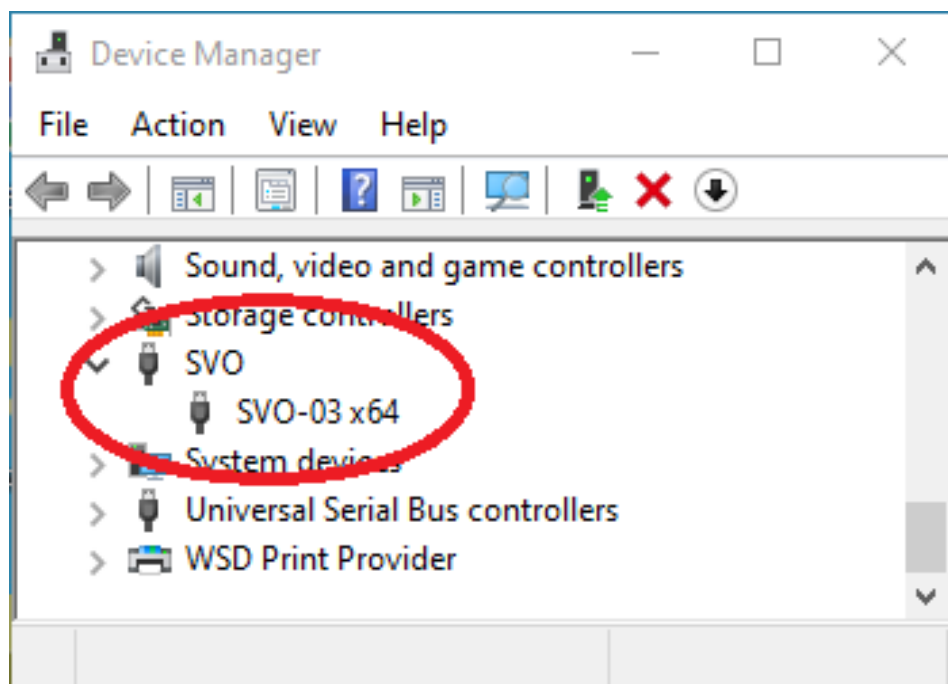 Device Manager
File Action View Help
Sound, video and game controllers
Storage controllers
SVO
SVO-03 x64
System devices
Universal Serial Bus controllers
WSD Print Provider